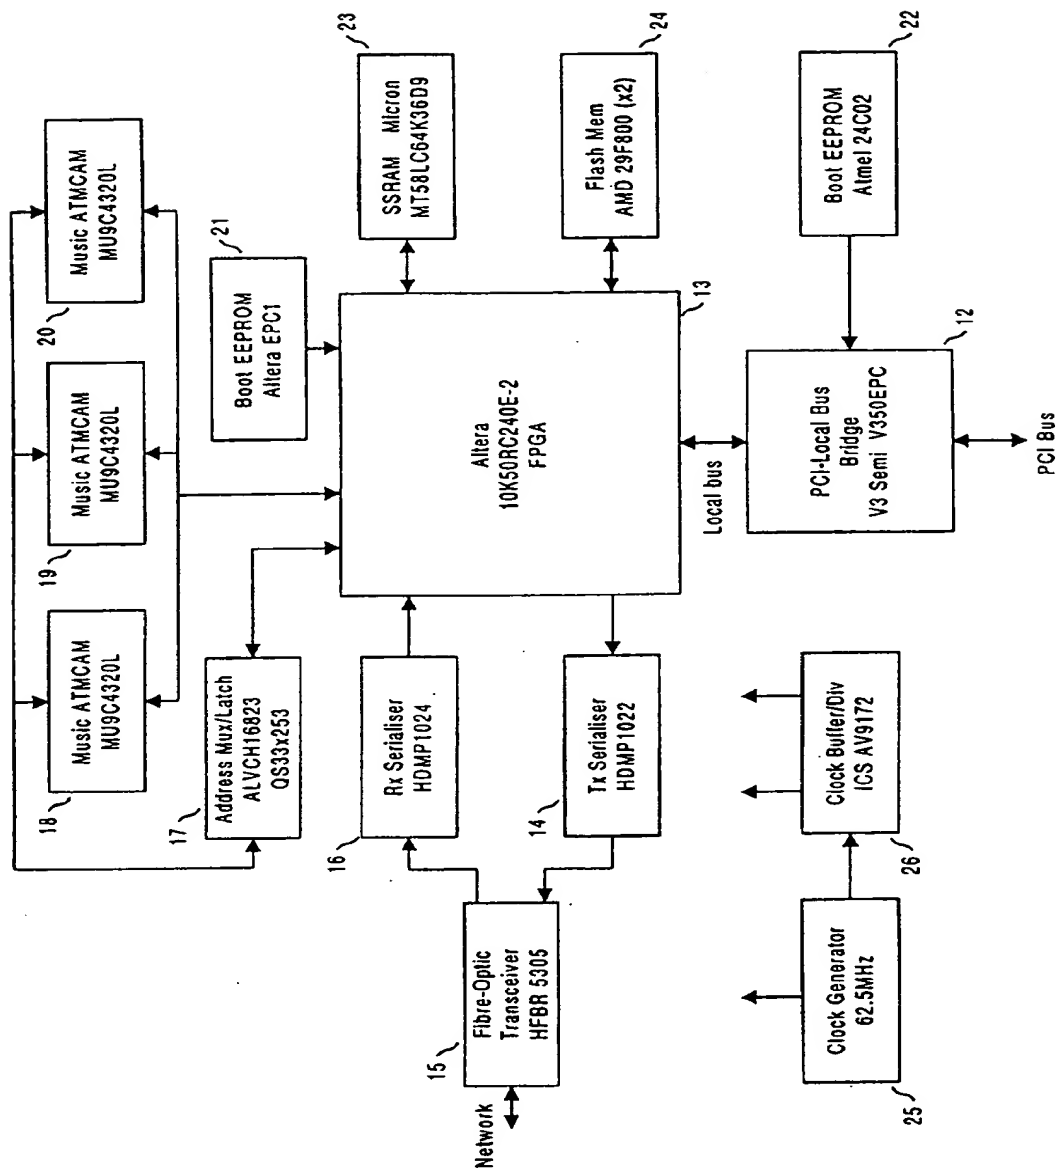 18
Music ATMCAM
MU9C4320L
19
Music ATMCAM
MU9C4320L
20
Music ATMCAM
MU9C4320L
17
Address Mux/Latch
ALVCH16823
QS33x253
21
Boot EEPROM
Altera EPC1
23
SSRAM Micron
MT58LC64K36D9
24
Flash Mem
AMD 29F800 (x2)
22
Boot EEPROM
Atmel 24C02
16
Rx Serialiser
HDMP1024
14
Tx Serialiser
HDMP1022
15
Fibre-Optic
Transceiver
HFBR 5305
Network
13
Altera
10K50RC240E-2
FPGA
Local bus
12
PCI-Local Bus
Bridge
V3 Semi V350EPC
PCI Bus
25
Clock Generator
62.5MHz
26
Clock Buffer/Div
ICS AV9172